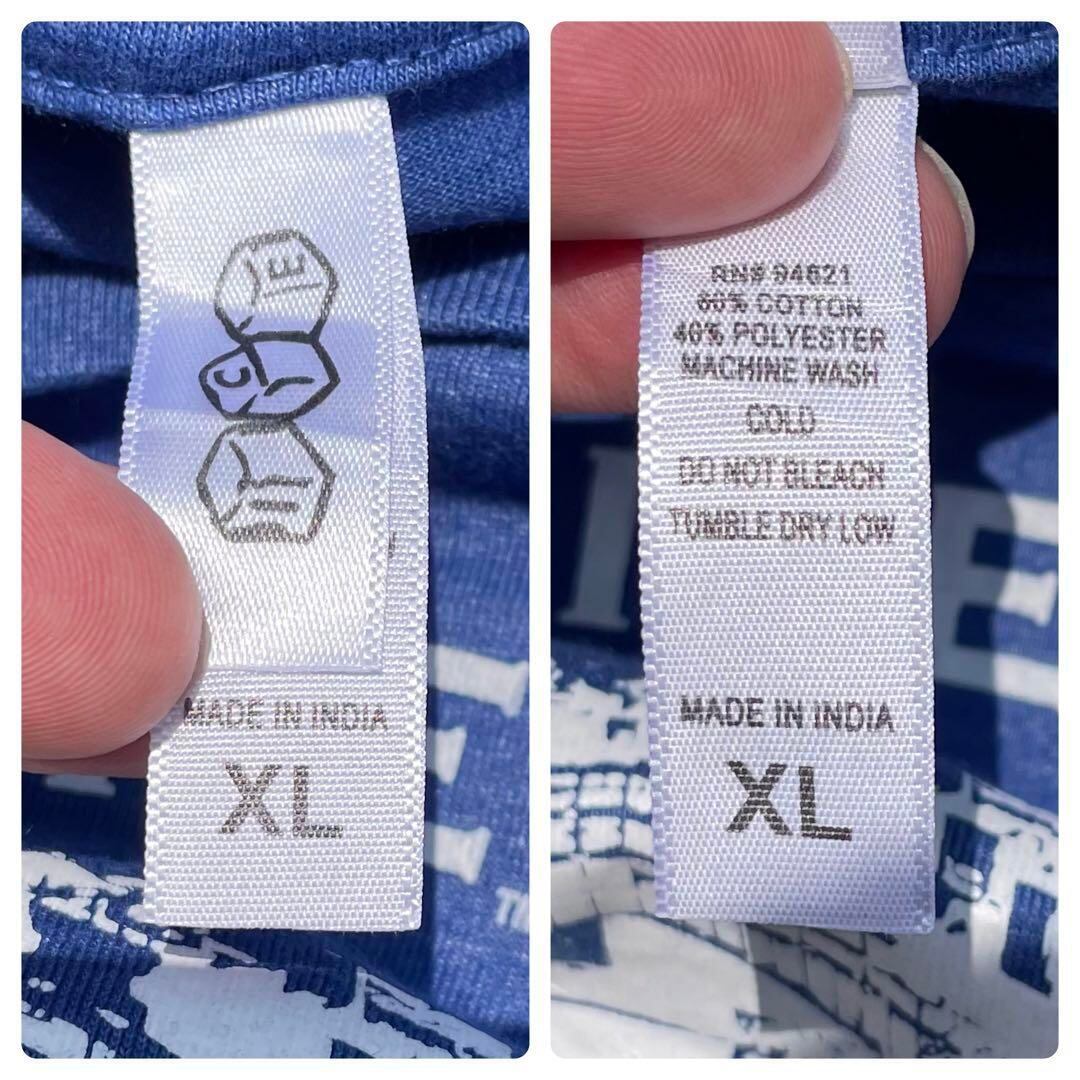 MADE IN INDIA
XL
RN# 94621
60% COTTON
40% POLYESTER
MACHINE WASH
COLD
DO NOT BLEACH
TUMBLE DRY LOW
MADE IN INDIA
XL